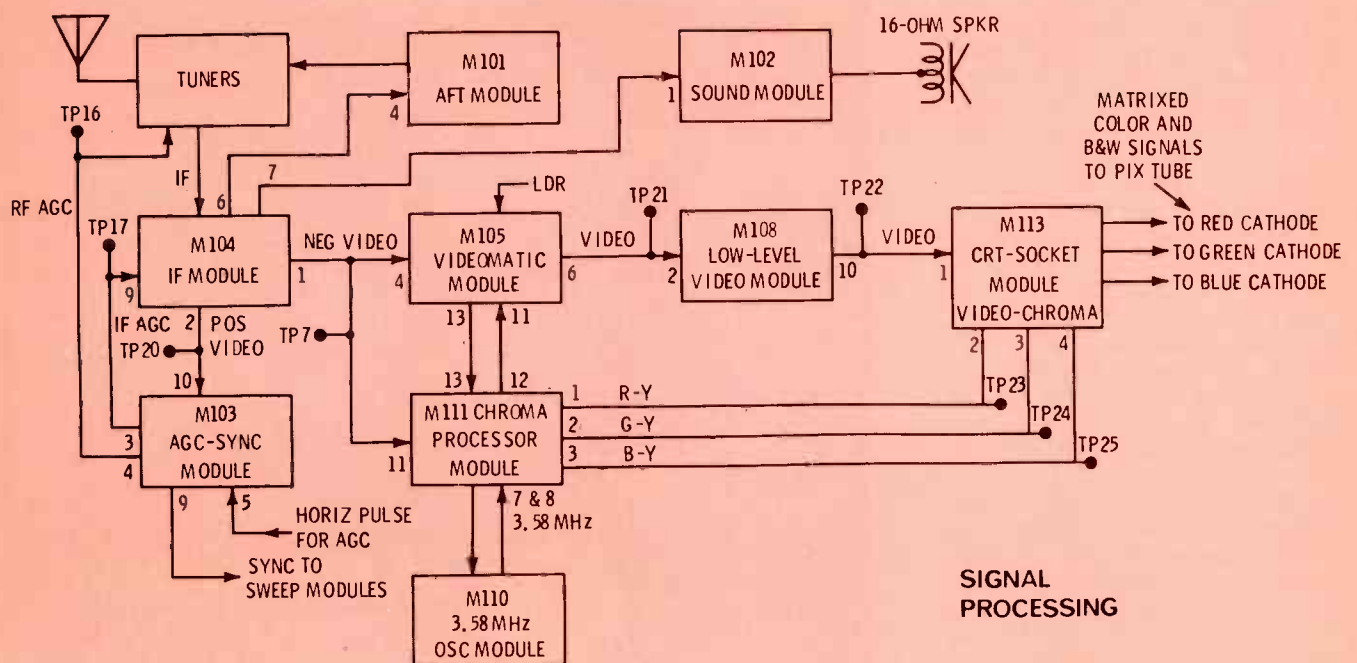 16-OHM SPKR
TUNERS
M101
AFT MODULE
4
M102
SOUND MODULE
1
MATRIXED
COLOR AND
B&W SIGNALS
TO PIX TUBE
TP16
IF
6
7
RF AGC
TP17
LDR
TP21
TP22
M104
IF MODULE
9
1
NEG VIDEO
4
M105
VIDEOMATIC
MODULE
VIDEO
6
2
M108
LOW-LEVEL
VIDEO MODULE
10
VIDEO
1
M113
CRT-SOCKET
MODULE
VIDEO-CHROMA
TO RED CATHODE
TO GREEN CATHODE
TO BLUE CATHODE
IF AGC
2
POS
VIDEO
TP20
TP7
13
11
2
3
4
10
13
12
M103
AGC-SYNC
MODULE
3
4
9
5
M111 CHROMA
PROCESSOR
MODULE
11
1
R-Y
TP23
2
G-Y
TP24
3
B-Y
TP25
7 & 8
3.58 MHz
HORIZ PULSE
FOR AGC
SYNC TO
SWEEP MODULES
M110
3.58 MHz
OSC MODULE
SIGNAL
PROCESSING